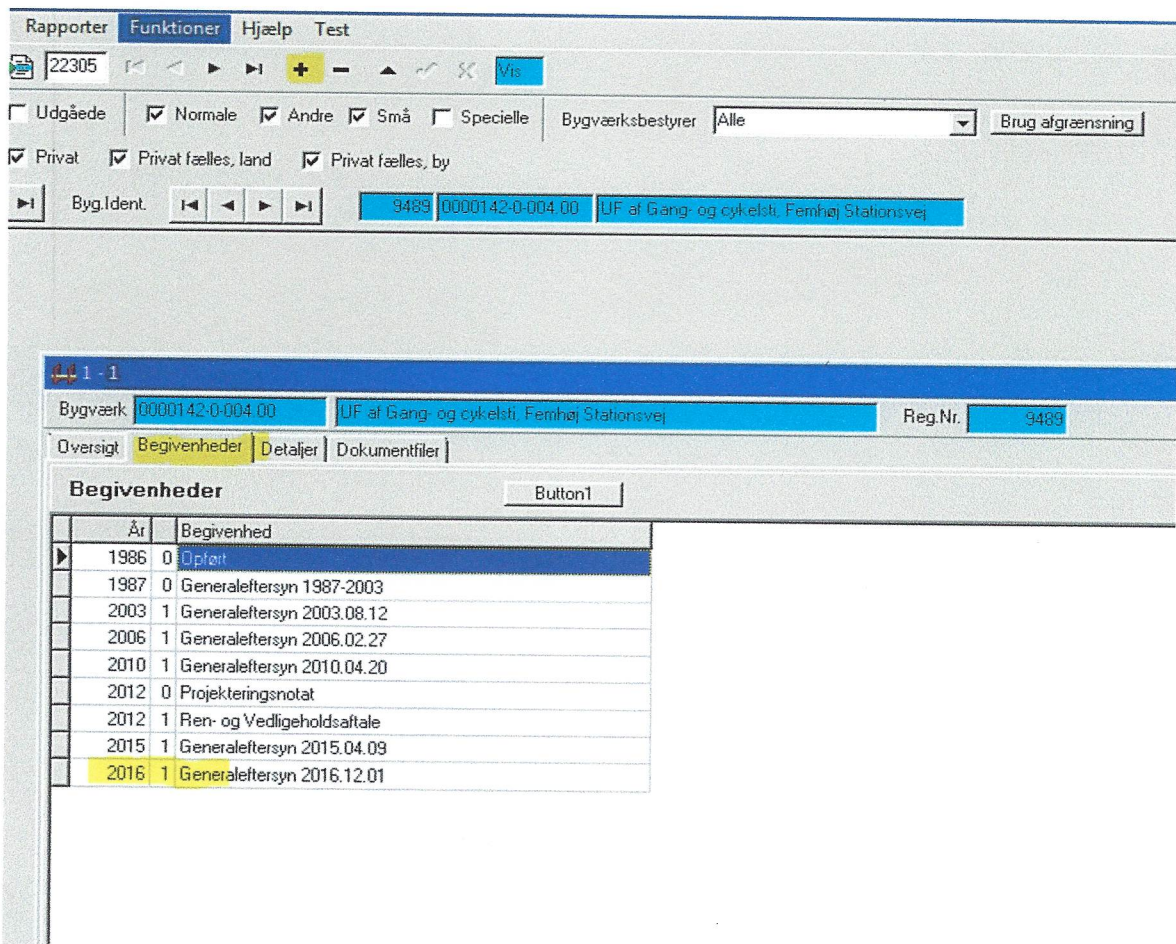 Rapporter Funktioner Hjælp Test
22305 Vis
Udgåede Normale Andre Små Specielle Bygværksbestyrer Alle Brug afgrænsning
Privat Privat fælles, land Privat fælles, by
Byg.Ident. 9489 0000142-0-004.00 UF af Gang- og cykelsti, Femhøj Stationsvej
1 - 1
Bygværk 0000142-0-004.00 UF af Gang- og cykelsti, Femhøj Stationsvej Reg.Nr. 9489
Oversigt Begivenheder Detaljer Dokumentfiler
Begivenheder Button1
År Begivenhed
1986 0 Opført
1987 0 Generaleftersyn 1987-2003
2003 1 Generaleftersyn 2003.08.12
2006 1 Generaleftersyn 2006.02.27
2010 1 Generaleftersyn 2010.04.20
2012 0 Projekteringsnotat
2012 1 Ren- og Vedligeholdsaftale
2015 1 Generaleftersyn 2015.04.09
2016 1 Generaleftersyn 2016.12.01